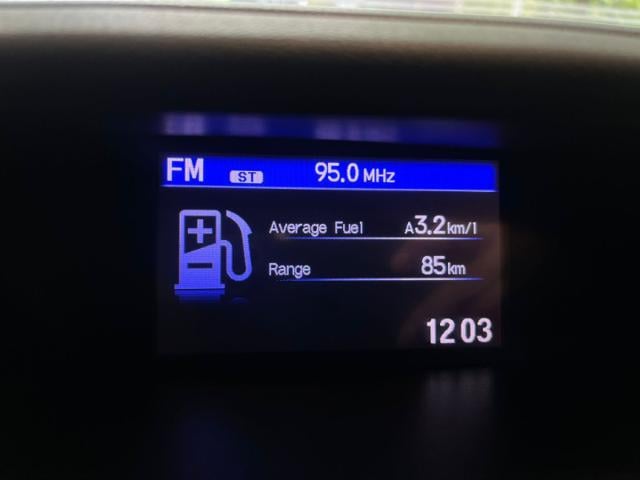 FM ST 95.0 MHz
Average Fuel A3.2km/l
Range 85km
12 03